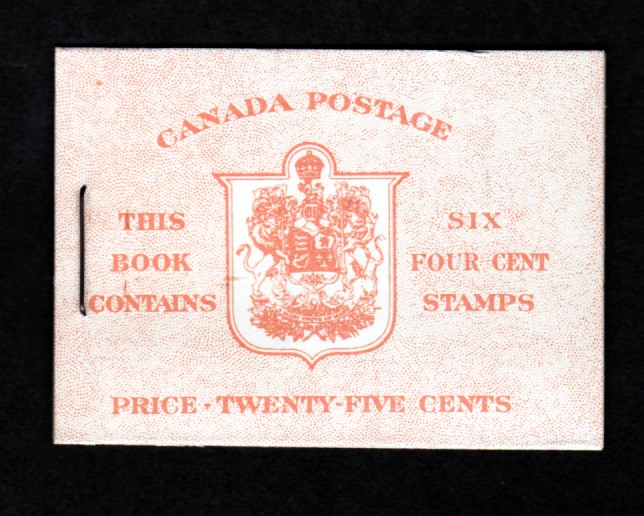 CANADA POSTAGE
THIS BOOK CONTAINS
SIX FOUR CENT STAMPS
PRICE · TWENTY-FIVE CENTS